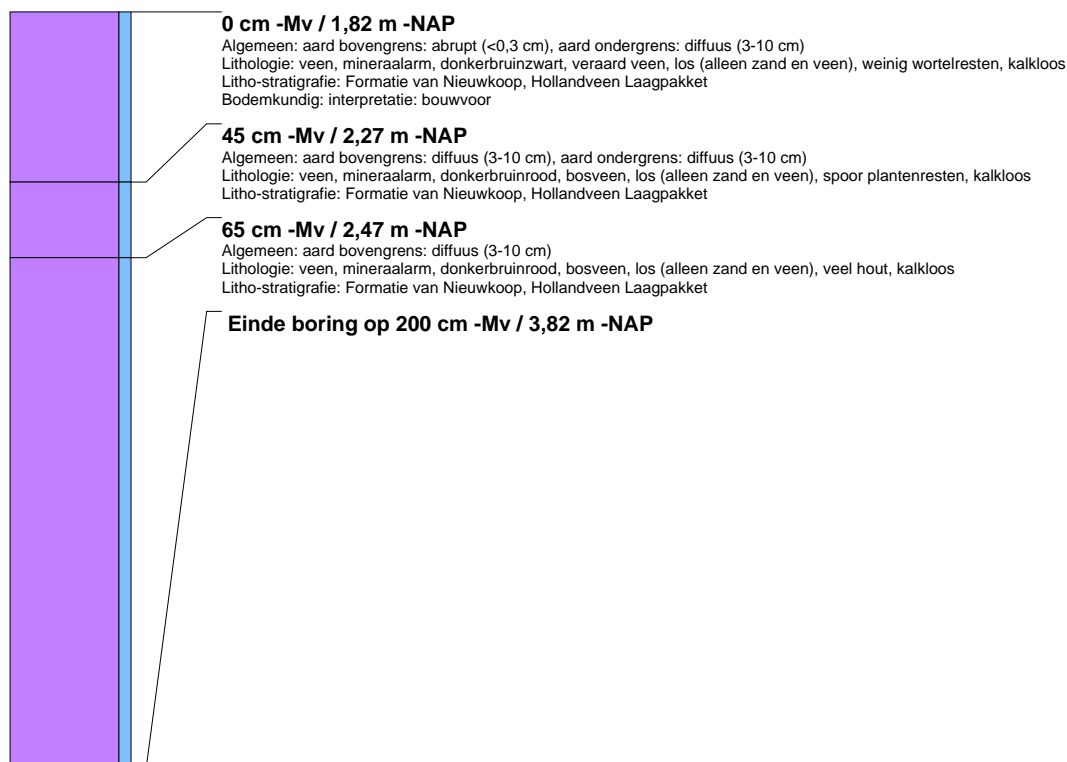 0 cm -Mv / 1,82 m -NAP
Algemeen: aard bovengrens: abrupt (<0,3 cm), aard ondergrens: diffuus (3-10 cm)
Lithologie: veen, mineraalarm, donkerbruinzwart, veraard veen, los (alleen zand en veen), weinig wortelresten, kalkloos
Litho-stratigrafie: Formatie van Nieuwkoop, Hollandveen Laagpakket
Bodemkundig: interpretatie: bouwvoor
45 cm -Mv / 2,27 m -NAP
Algemeen: aard bovengrens: diffuus (3-10 cm), aard ondergrens: diffuus (3-10 cm)
Lithologie: veen, mineraalarm, donkerbruinrood, bosveen, los (alleen zand en veen), spoor plantenresten, kalkloos
Litho-stratigrafie: Formatie van Nieuwkoop, Hollandveen Laagpakket
65 cm -Mv / 2,47 m -NAP
Algemeen: aard bovengrens: diffuus (3-10 cm)
Lithologie: veen, mineraalarm, donkerbruinrood, bosveen, los (alleen zand en veen), veel hout, kalkloos
Litho-stratigrafie: Formatie van Nieuwkoop, Hollandveen Laagpakket
Einde boring op 200 cm -Mv / 3,82 m -NAP